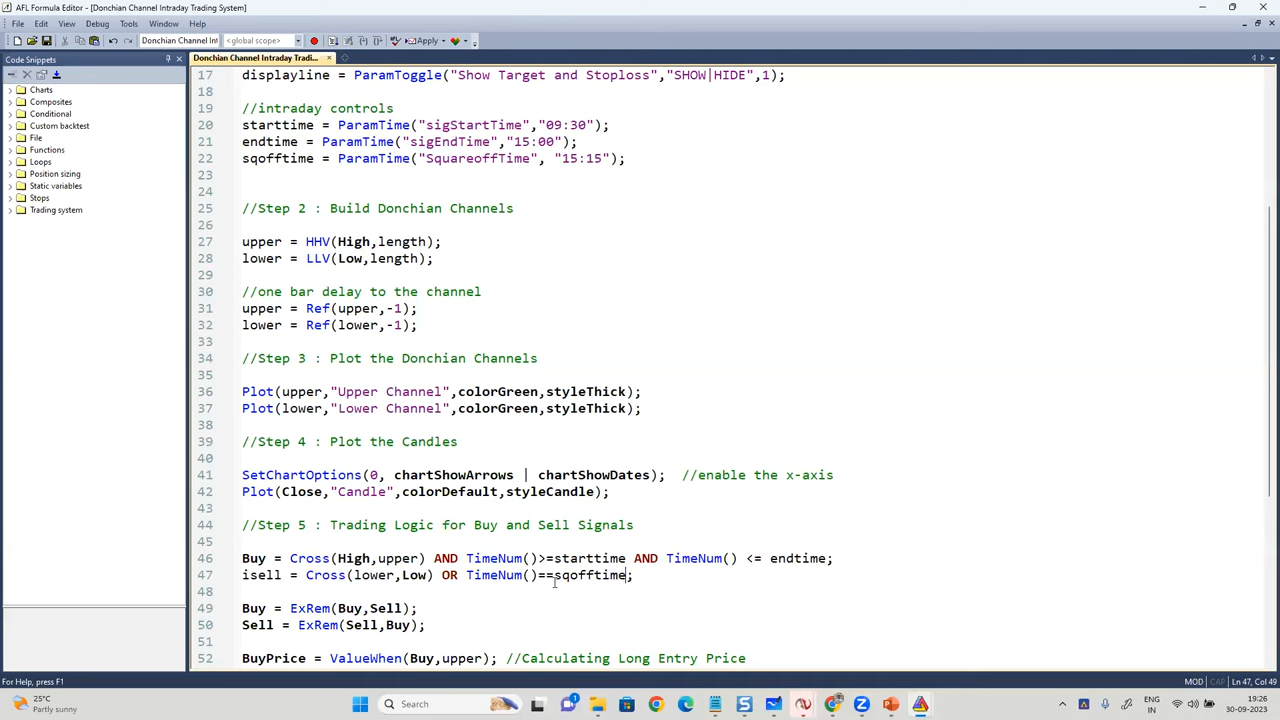 AFL Formula Editor - [Donchian Channel Intraday Trading System]
File Edit View Debug Tools Window Help
Donchian Channel Int <global scope> Apply
Code Snippets
Donchian Channel Intraday Tradi...
Charts
Composites
Conditional
Custom backtest
File
Functions
Loops
Position sizing
Static variables
Stops
Trading system
17 displayline = ParamToggle("Show Target and Stoploss","SHOW|HIDE",1);
18
19 //intraday controls
20 starttime = ParamTime("sigStartTime","09:30");
21 endtime = ParamTime("sigEndTime","15:00");
22 sqofftime = ParamTime("SquareoffTime", "15:15");
23
24
25 //Step 2 : Build Donchian Channels
26
27 upper = HHV(High,length);
28 lower = LLV(Low,length);
29
30 //one bar delay to the channel
31 upper = Ref(upper,-1);
32 lower = Ref(lower,-1);
33
34 //Step 3 : Plot the Donchian Channels
35
36 Plot(upper,"Upper Channel",colorGreen,styleThick);
37 Plot(lower,"Lower Channel",colorGreen,styleThick);
38
39 //Step 4 : Plot the Candles
40
41 SetChartOptions(0, chartShowArrows | chartShowDates); //enable the x-axis
42 Plot(Close,"Candle",colorDefault,styleCandle);
43
44 //Step 5 : Trading Logic for Buy and Sell Signals
45
46 Buy = Cross(High,upper) AND TimeNum()>=starttime AND TimeNum() <= endtime;
47 isell = Cross(lower,Low) OR TimeNum()==sqofftime;
48
49 Buy = ExRem(Buy,Sell);
50 Sell = ExRem(Sell,Buy);
51
52 BuyPrice = ValueWhen(Buy,upper); //Calculating Long Entry Price
For Help, press F1
MOD CAP Ln 47, Col 49
25°C
Partly sunny
Search
ENG
IN
19:26
30-09-2023